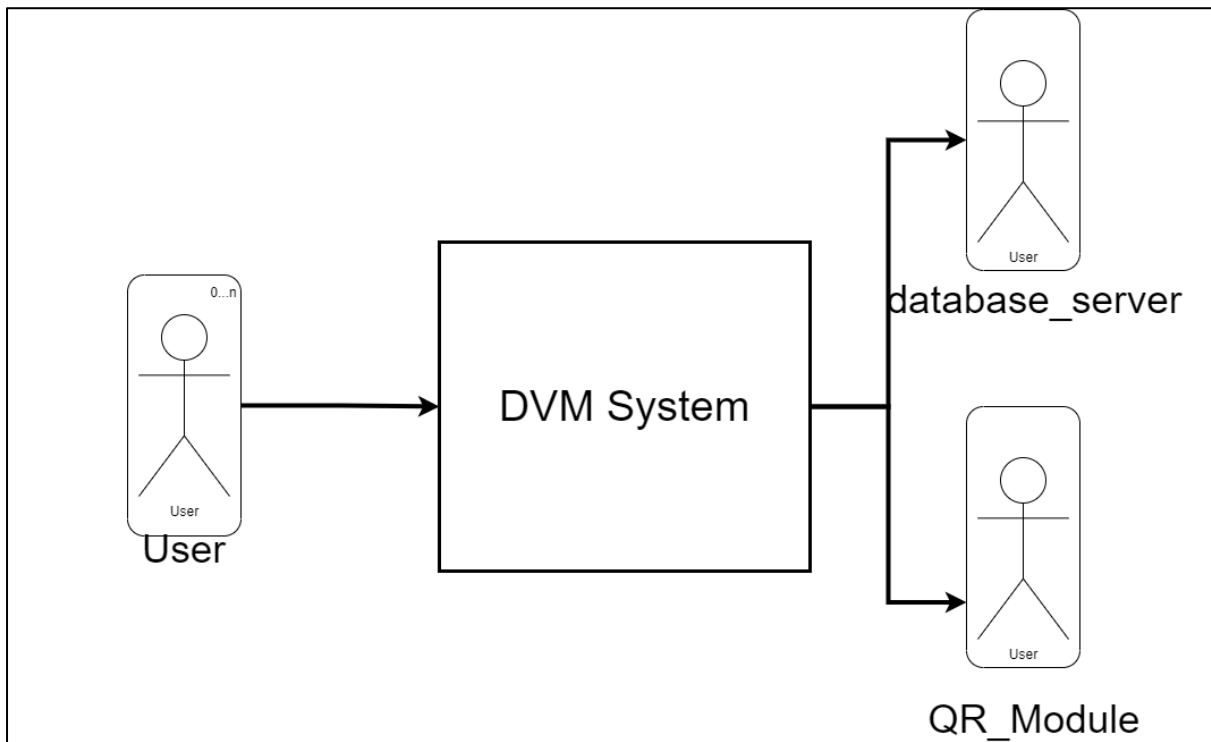 0...n
User
User
DVM System
User
database_server
User
QR_Module